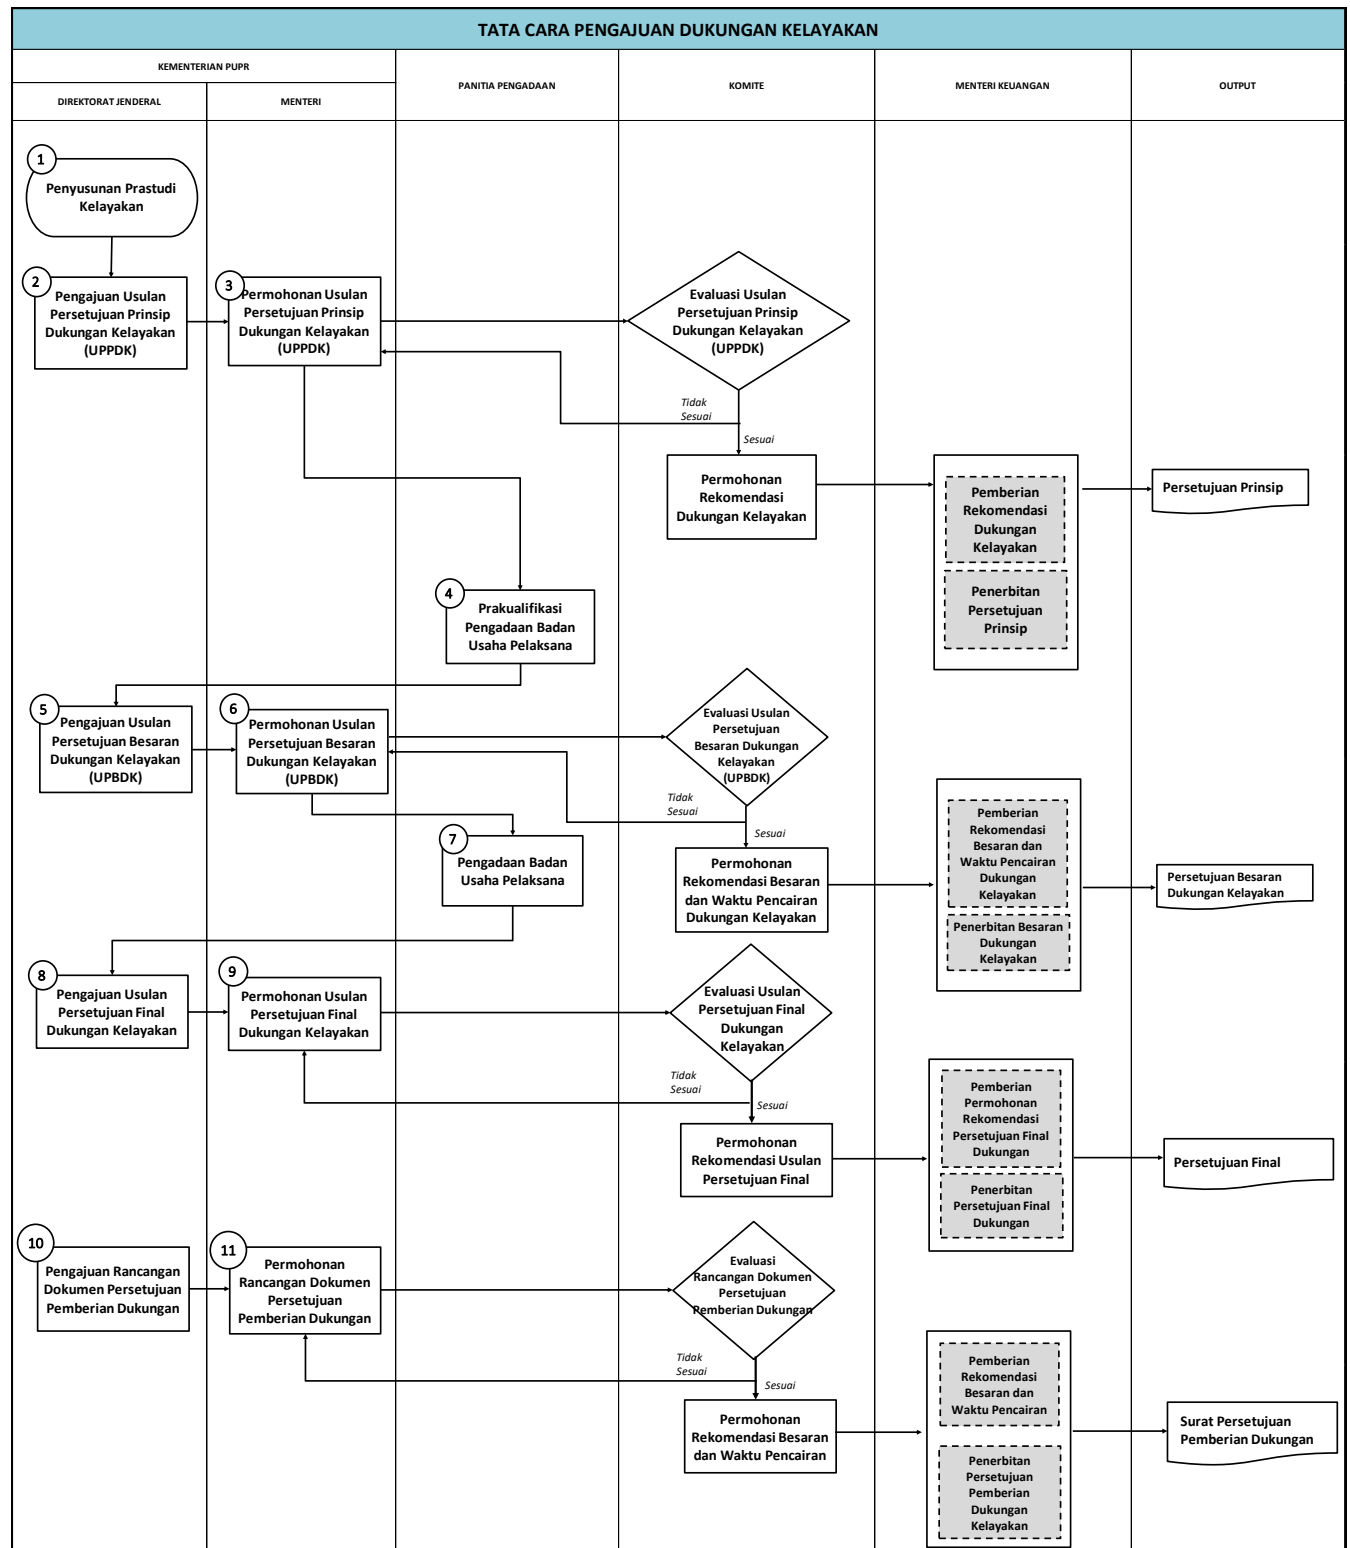 TATA CARA PENGAJUAN DUKUNGAN KELAYAKAN
KEMENTERIAN PUPR
DIREKTORAT JENDERAL
MENTERI
PANITIA PENGADAAN
KOMITE
MENTERI KEUANGAN
OUTPUT
1
Penyusunan Prastudi
Kelayakan
2
Pengajuan Usulan
Persetujuan Prinsip
Dukungan Kelayakan
(UPPDK)
3
Permohonan Usulan
Persetujuan Prinsip
Dukungan Kelayakan
(UPPDK)
Evaluasi Usulan
Persetujuan Prinsip
Dukungan Kelayakan
(UPPDK)
Tidak
Sesuai
Sesuai
Permohonan
Rekomendasi
Dukungan Kelayakan
Pemberian
Rekomendasi
Dukungan
Kelayakan
Penerbitan
Persetujuan
Prinsip
Persetujuan Prinsip
4
Prakualifikasi
Pengadaan Badan
Usaha Pelaksana
5
Pengajuan Usulan
Persetujuan Besaran
Dukungan Kelayakan
(UPBDK)
6
Permohonan Usulan
Persetujuan Besaran
Dukungan Kelayakan
(UPBDK)
Evaluasi Usulan
Persetujuan
Besaran Dukungan
Kelayakan
(UPBDK)
Tidak
Sesuai
Sesuai
7
Pengadaan Badan
Usaha Pelaksana
Permohonan
Rekomendasi Besaran
dan Waktu Pencairan
Dukungan Kelayakan
Pemberian
Rekomendasi
Besaran dan
Waktu Pencairan
Dukungan
Kelayakan
Penerbitan Besaran
Dukungan
Kelayakan
Persetujuan Besaran
Dukungan Kelayakan
8
Pengajuan Usulan
Persetujuan Final
Dukungan Kelayakan
9
Permohonan Usulan
Persetujuan Final
Dukungan Kelayakan
Evaluasi Usulan
Persetujuan Final
Dukungan
Kelayakan
Tidak
Sesuai
Sesuai
Permohonan
Rekomendasi Usulan
Persetujuan Final
Pemberian
Permohonan
Rekomendasi
Persetujuan Final
Dukungan
Penerbitan
Persetujuan Final
Dukungan
Persetujuan Final
10
Pengajuan Rancangan
Dokumen Persetujuan
Pemberian Dukungan
11
Permohonan
Rancangan Dokumen
Persetujuan
Pemberian Dukungan
Evaluasi
Rancangan Dokumen
Persetujuan
Pemberian Dukungan
Tidak
Sesuai
Sesuai
Permohonan
Rekomendasi Besaran
dan Waktu Pencairan
Pemberian
Rekomendasi
Besaran dan
Waktu Pencairan
Penerbitan
Persetujuan
Pemberian
Dukungan
Kelayakan
Surat Persetujuan
Pemberian Dukungan